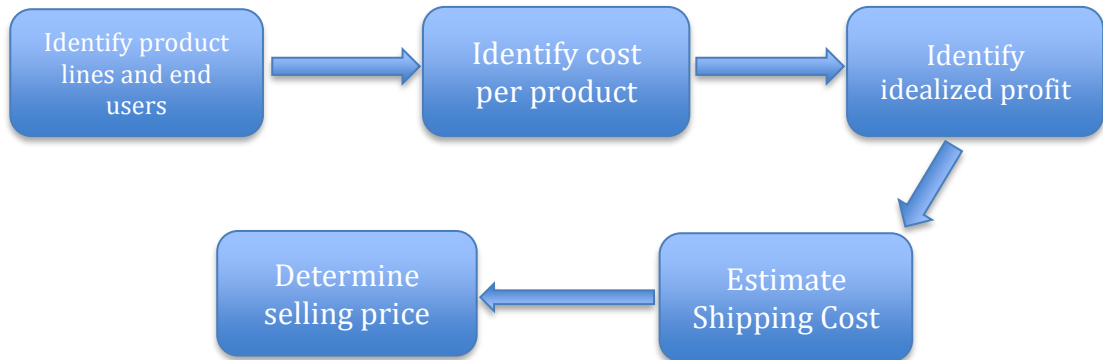 Identify product
lines and end
users
Identify cost
per product
Identify
idealized profit
Estimate
Shipping Cost
Determine
selling price